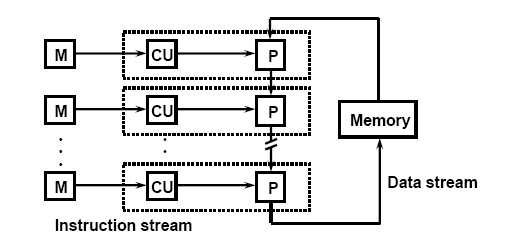 M CU P
M CU P
Memory
M CU P
Data stream
Instruction stream